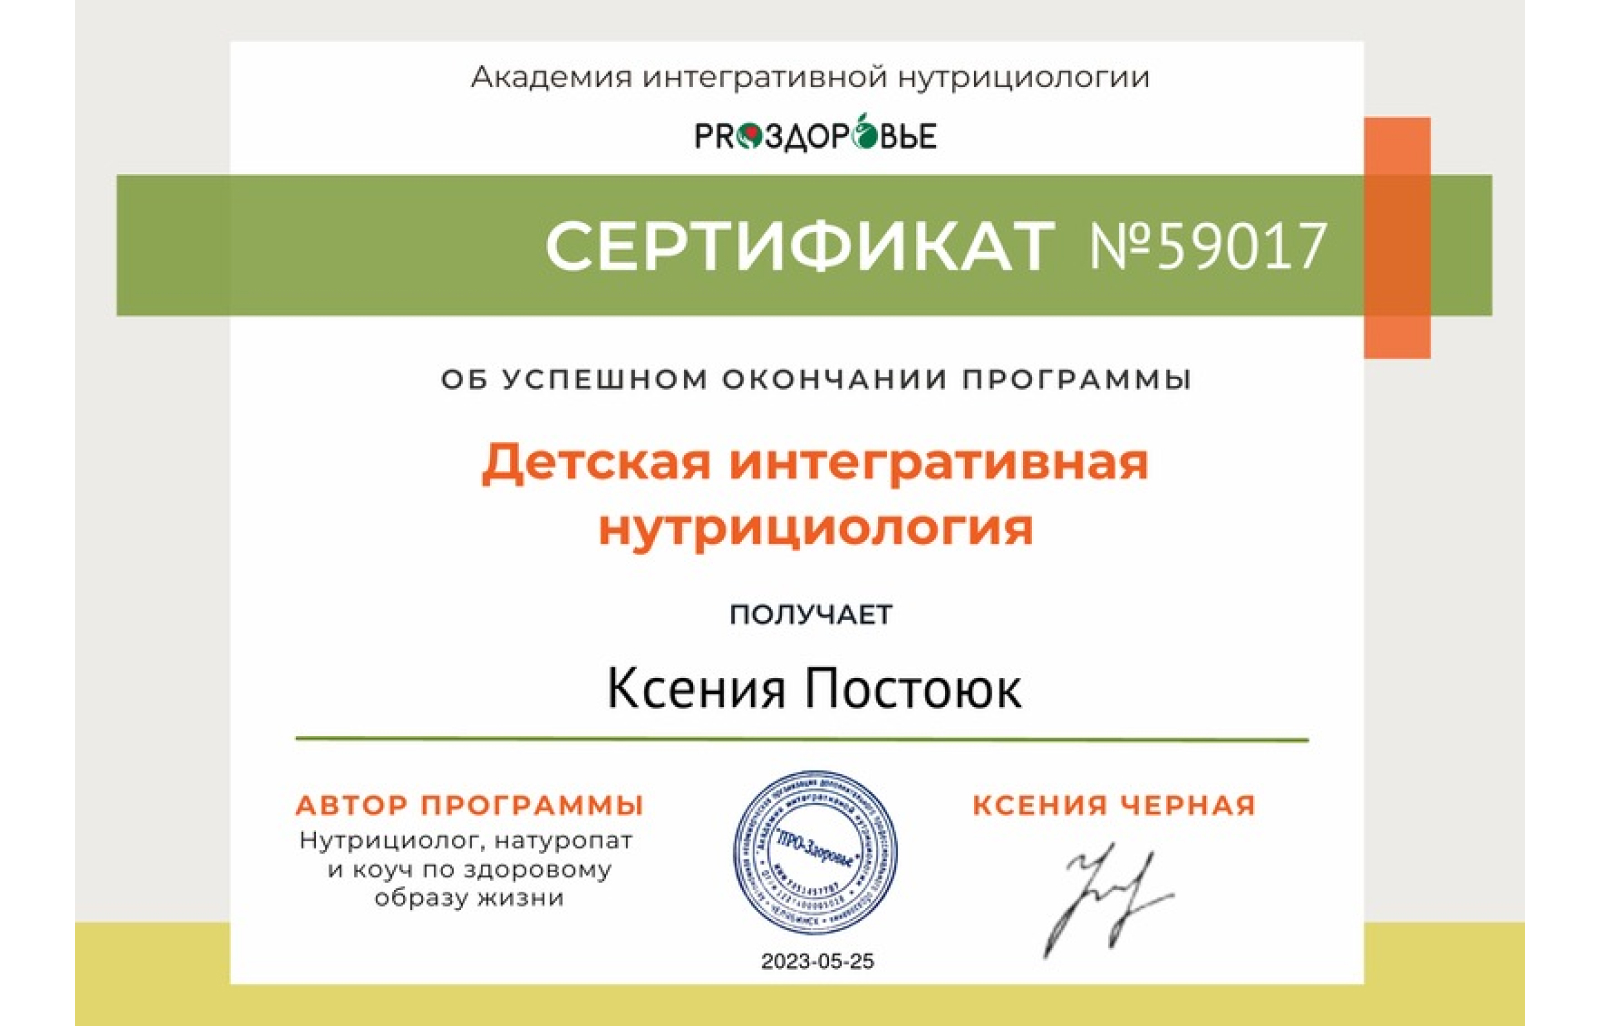 Академия интегративной нутрициологии
PROЗДОРОВЬЕ
СЕРТИФИКАТ №59017
ОБ УСПЕШНОМ ОКОНЧАНИИ ПРОГРАММЫ
Детская интегративная
нутрициология
ПОЛУЧАЕТ
Ксения Постоюк
АВТОР ПРОГРАММЫ
Нутрициолог, натуропат
и коуч по здоровому
образу жизни
"ПРО-Здоровье"
2023-05-25
КСЕНИЯ ЧЕРНАЯ